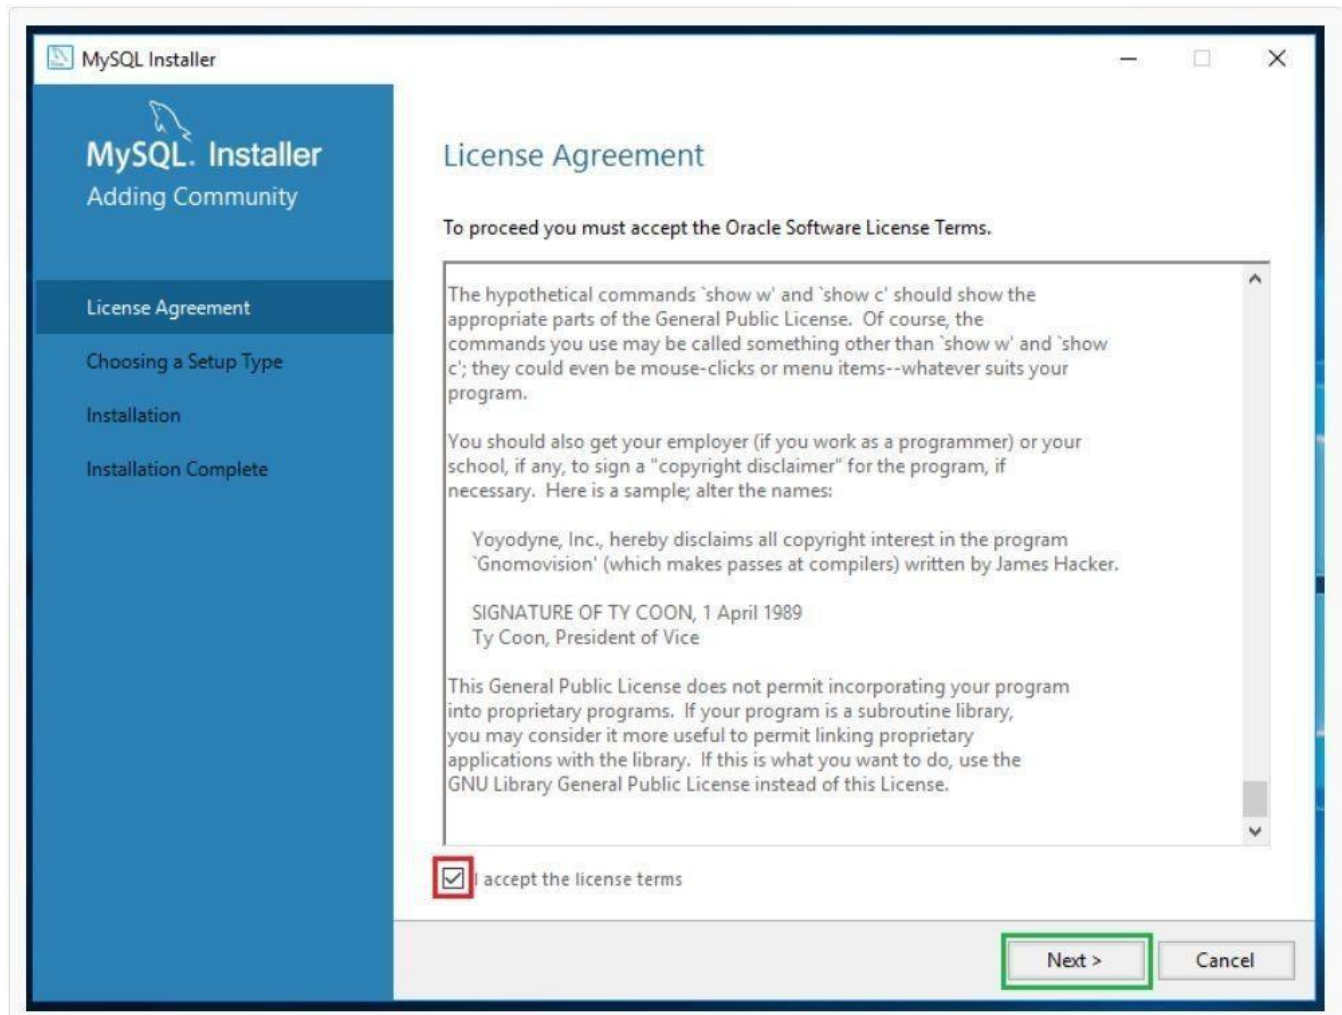 MySQL Installer
MySQL. Installer
Adding Community
License Agreement
Choosing a Setup Type
Installation
Installation Complete
License Agreement
To proceed you must accept the Oracle Software License Terms.
The hypothetical commands `show w' and `show c' should show the
appropriate parts of the General Public License.  Of course, the
commands you use may be called something other than `show w' and `show
c'; they could even be mouse-clicks or menu items--whatever suits your
program.
You should also get your employer (if you work as a programmer) or your
school, if any, to sign a "copyright disclaimer" for the program, if
necessary.  Here is a sample; alter the names:
Yoyodyne, Inc., hereby disclaims all copyright interest in the program
`Gnomovision' (which makes passes at compilers) written by James Hacker.
SIGNATURE OF TY COON, 1 April 1989
Ty Coon, President of Vice
This General Public License does not permit incorporating your program
into proprietary programs.  If your program is a subroutine library,
you may consider it more useful to permit linking proprietary
applications with the library.  If this is what you want to do, use the
GNU Library General Public License instead of this License.
I accept the license terms
Next >
Cancel